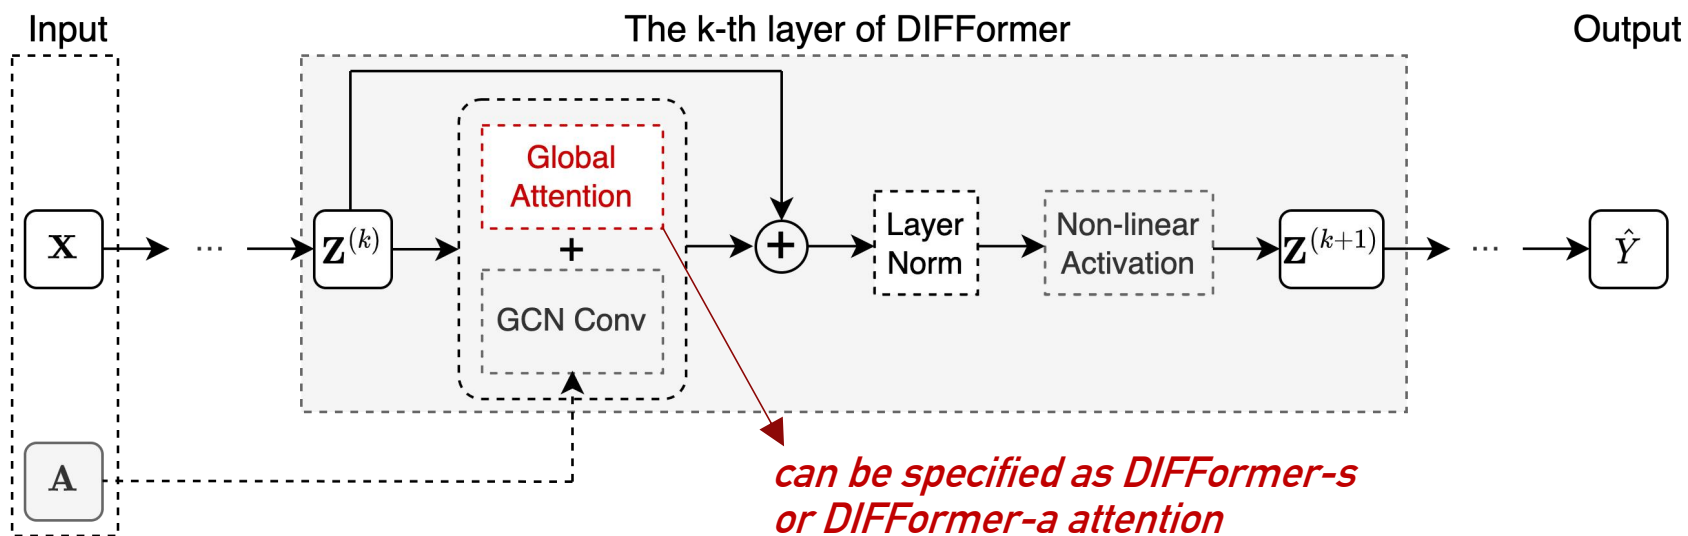 Input
The k-th layer of DIFFormer
Output
Global
Attention
+
GCN Conv
X
...
Z^{(k)}
+
Layer
Norm
Non-linear
Activation
Z^{(k+1)}
...
Ŷ
A
can be specified as DIFFormer-s
or DIFFormer-a attention